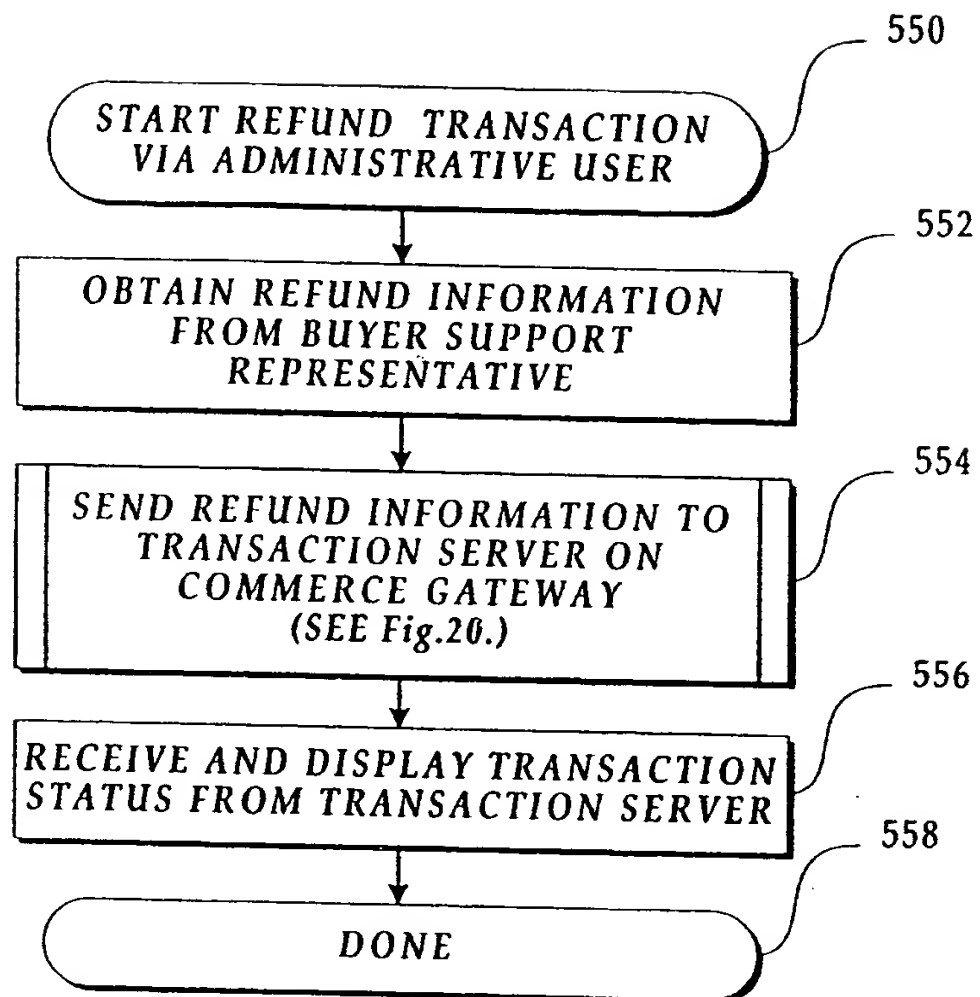 550
START REFUND TRANSACTION
VIA ADMINISTRATIVE USER
552
OBTAIN REFUND INFORMATION
FROM BUYER SUPPORT
REPRESENTATIVE
554
SEND REFUND INFORMATION TO
TRANSACTION SERVER ON
COMMERCE GATEWAY
(SEE Fig.20.)
556
RECEIVE AND DISPLAY TRANSACTION
STATUS FROM TRANSACTION SERVER
558
DONE